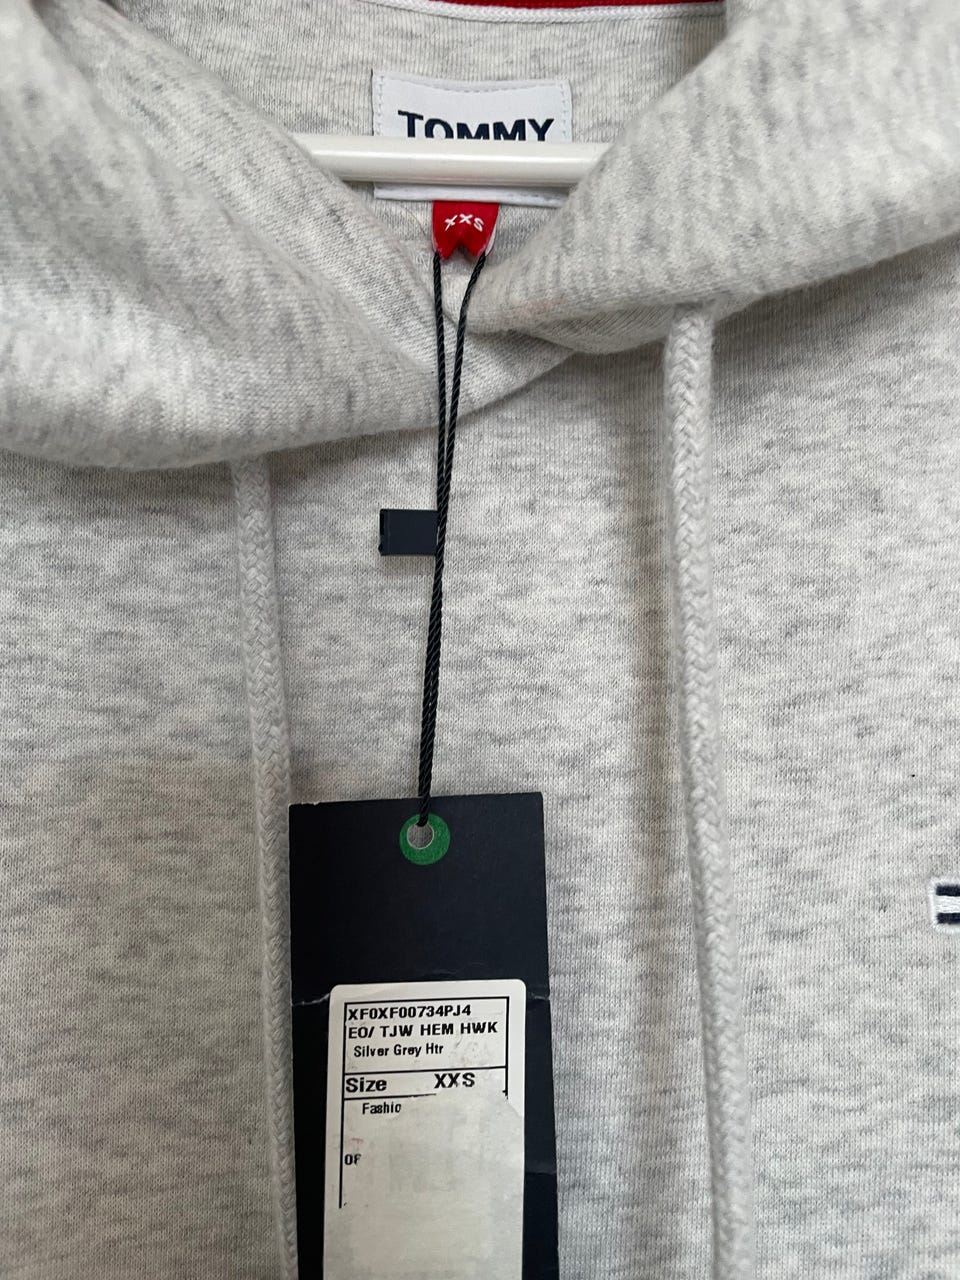 TOMMY
XXS
XF0XF00734PJ4
EO/ TJW HEM HWK
Silver Grey Htr
Size XXS
Fashio
OF